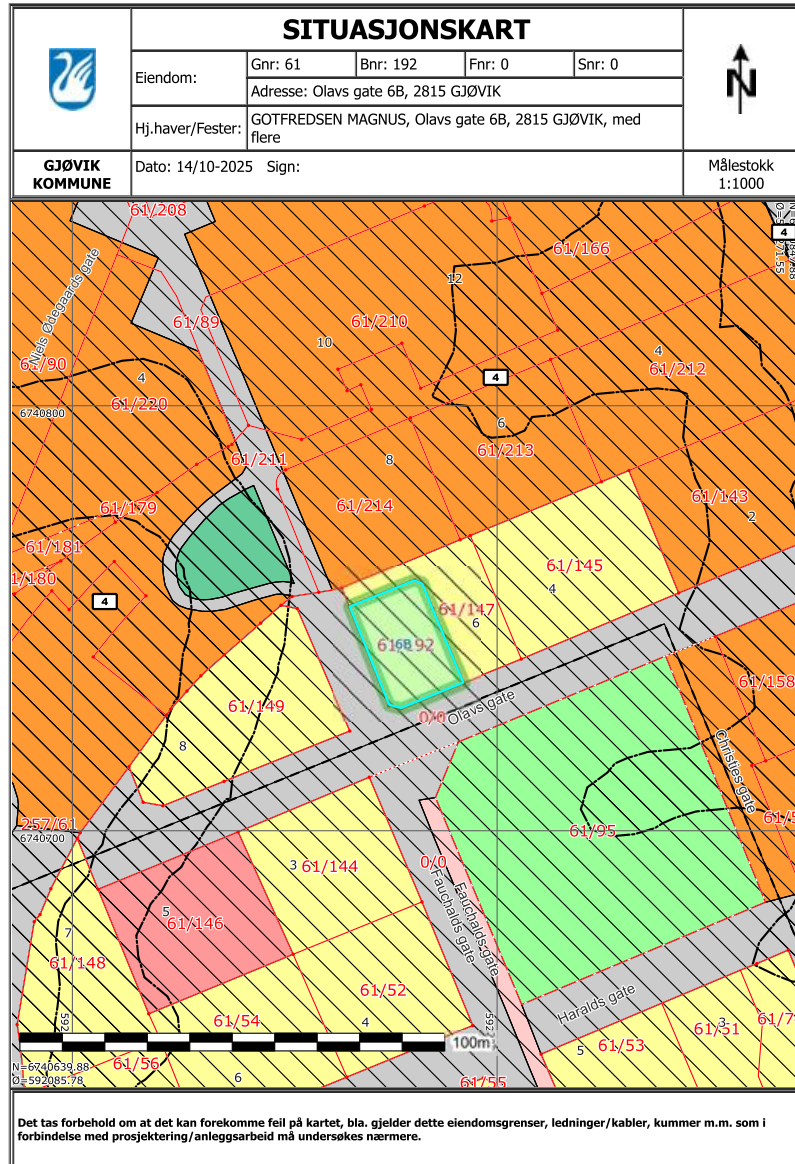 SITUASJONSKART
Eiendom:
Gnr: 61
Bnr: 192
Fnr: 0
Snr: 0
Adresse: Olavs gate 6B, 2815 GJØVIK
Hj.haver/Fester:
GOTFREDSEN MAGNUS, Olavs gate 6B, 2815 GJØVIK, med
flere
N
GJØVIK
KOMMUNE
Dato: 14/10-2025 Sign:
Målestokk
1:1000
61/208
61/166
4
12
Niels Ødegaards gate
61/89
61/210
10
61/90
4
61/220
4
4
61/212
6740800
6
61/213
61/211
8
61/214
61/179
61/143
2
61/181
61/145
4
4
61/147
6
6B
0/0
Olavs gate
61/149
8
61/158
Christies gate
257/61
6740700
61/95
3
61/144
0/0
Fauchalds gate
Fauchalds gate
5
61/146
7
61/148
61/52
Haralds gate
61/54
4
3
61/51
61/53
5
100m
61/56
6
61/55
N=6740639.88
Ø=592085.78
Det tas forbehold om at det kan forekomme feil på kartet, bla. gjelder dette eiendomsgrenser, ledninger/kabler, kummer m.m. som i
forbindelse med prosjektering/anleggsarbeid må undersøkes nærmere.